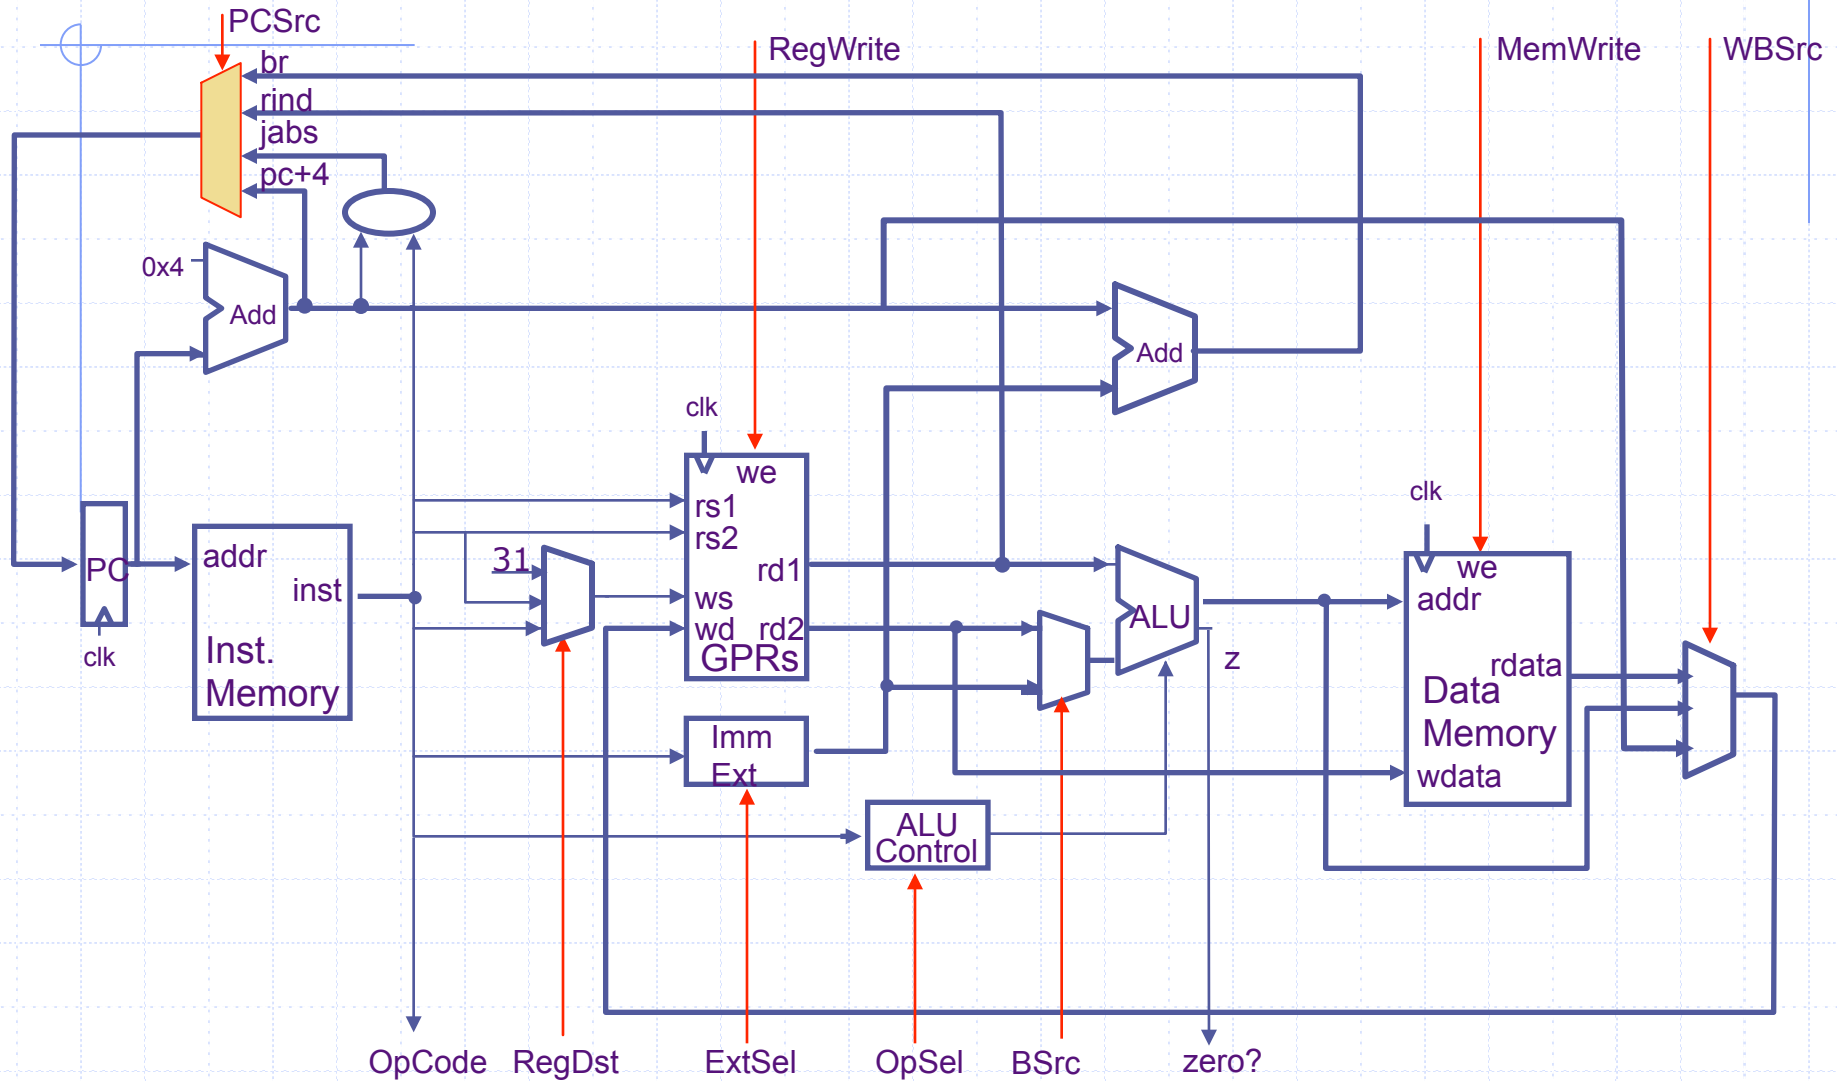 PCSrc
br
RegWrite
MemWrite
WBSrc
rind
jabs
pc+4
0x4
Add
Add
clk
we
rs1
rs2
31
ws
wd
rd1
rd2
GPRs
PC
clk
addr
inst
Inst.
Memory
Imm
Ext
ALU
Control
ALU
z
clk
we
addr
rdata
Data
Memory
wdata
OpCode
RegDst
ExtSel
OpSel
BSrc
zero?